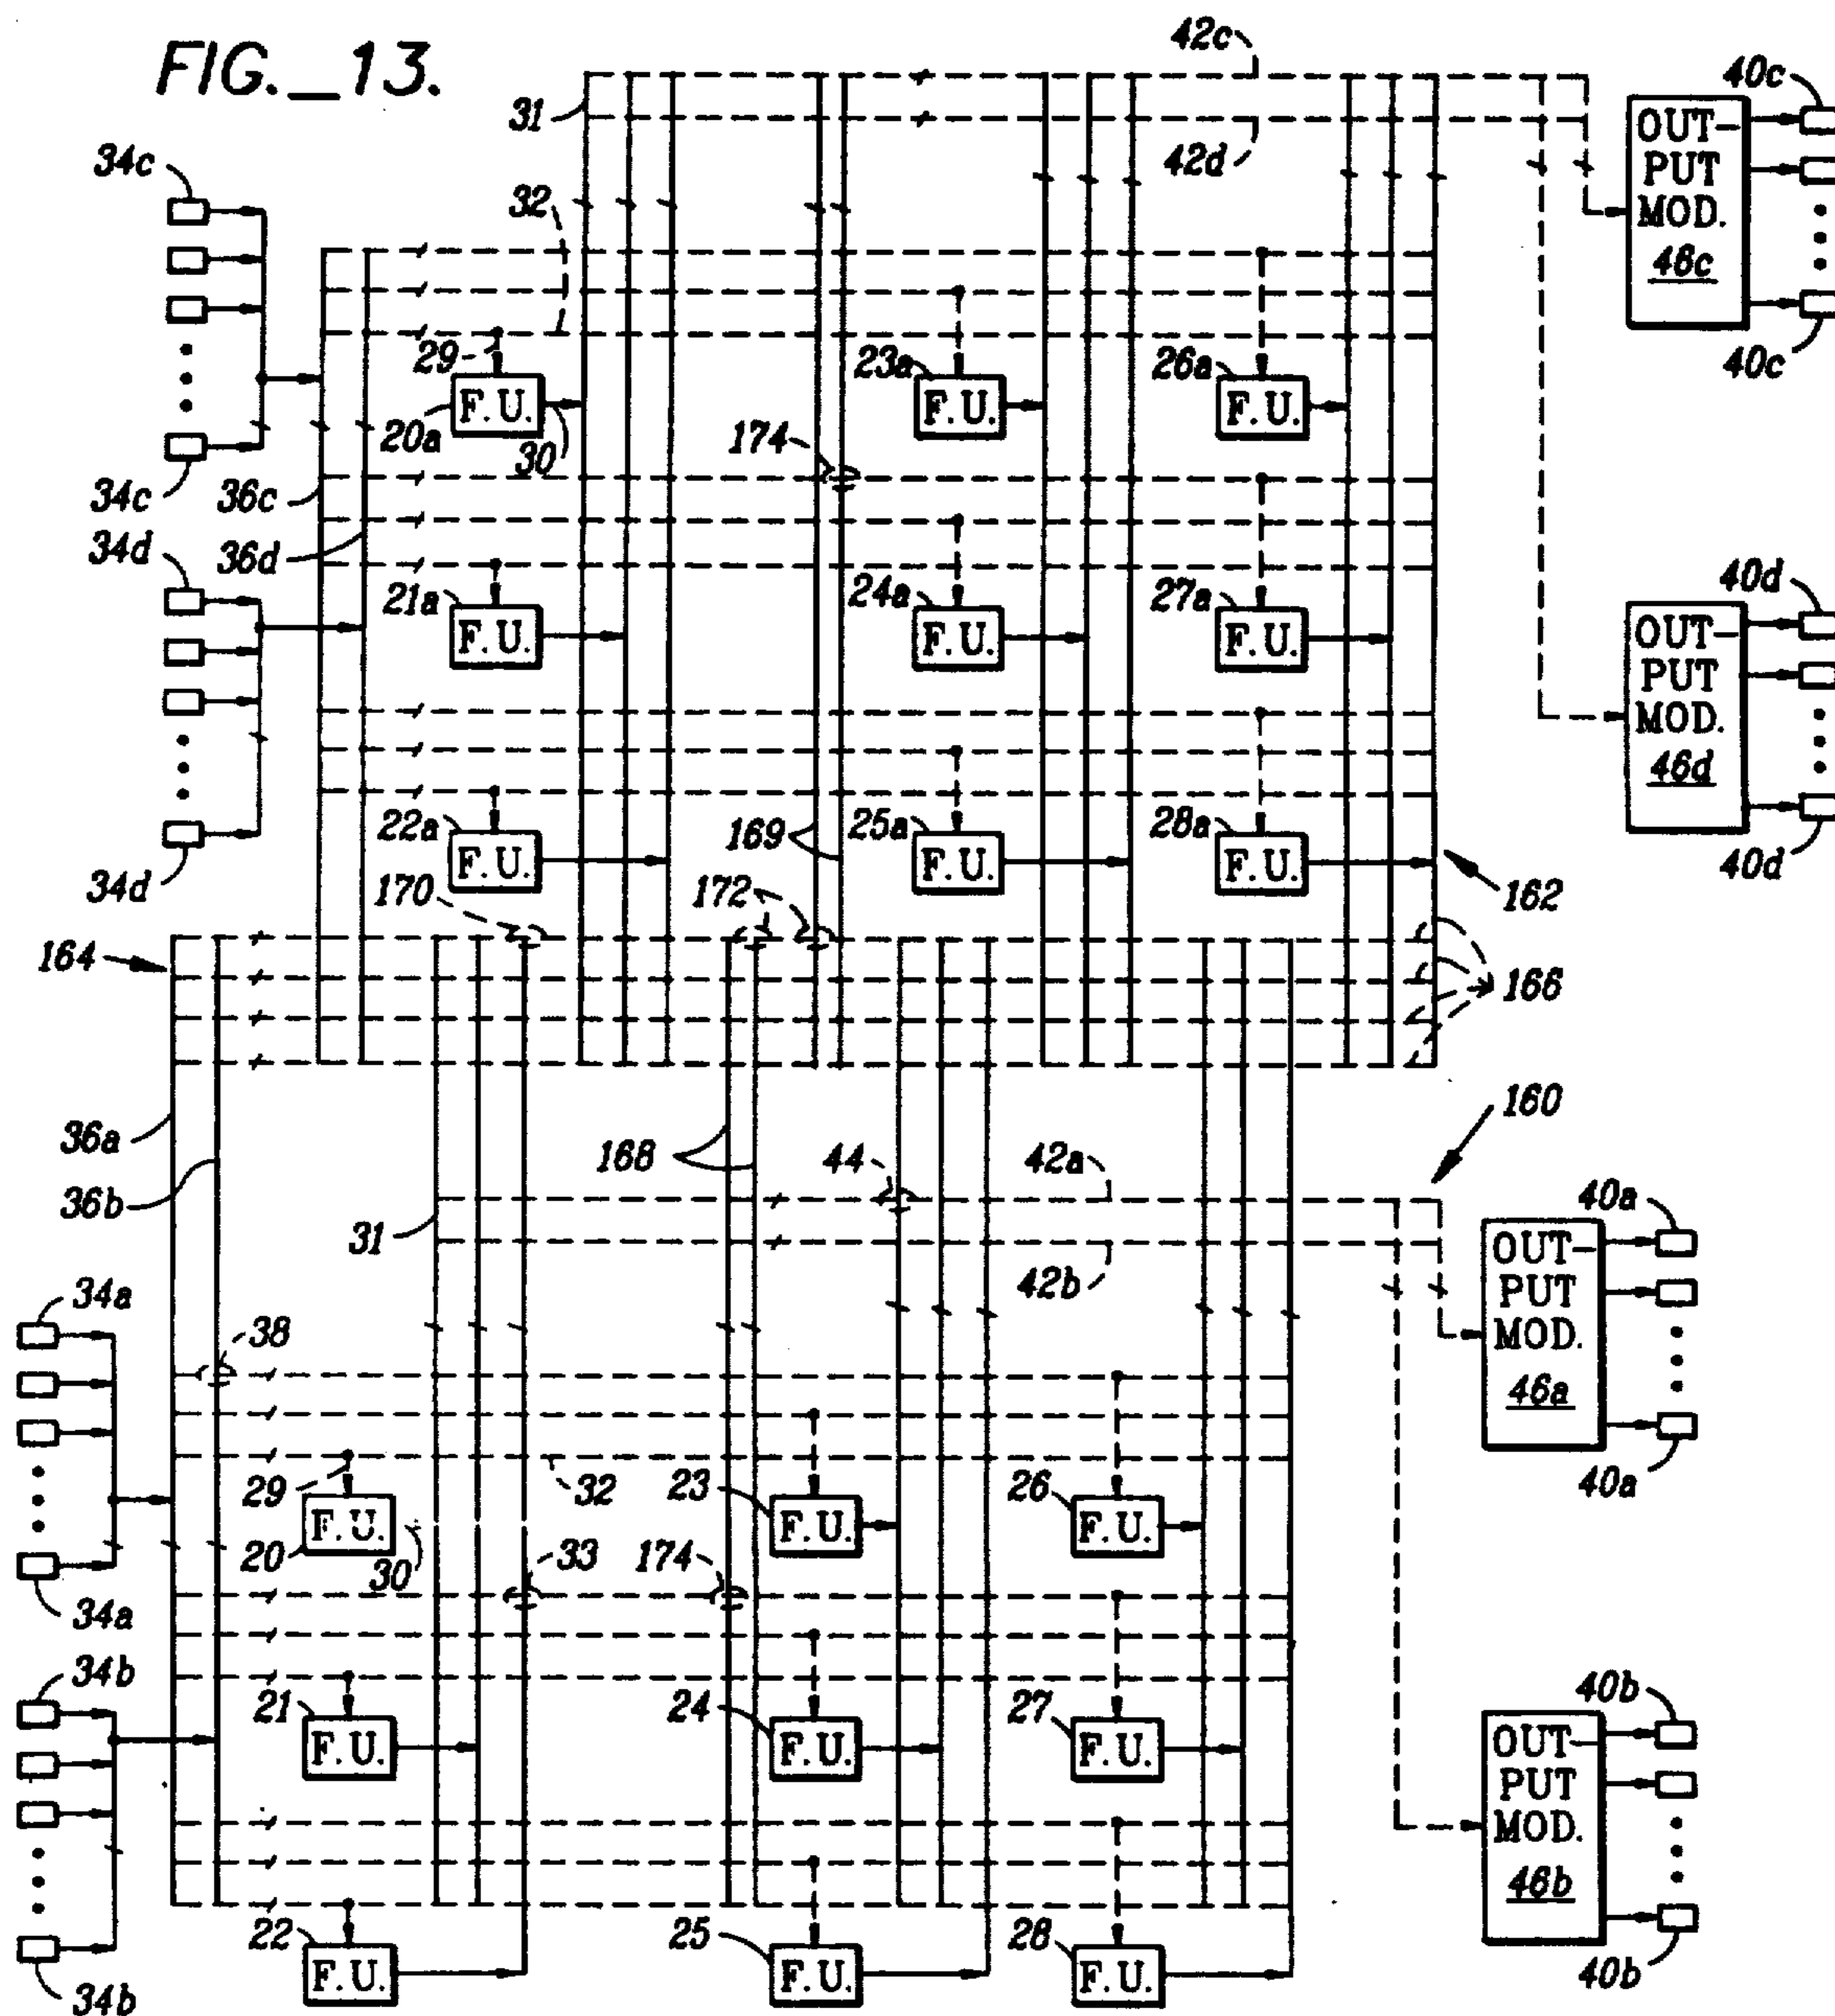 FIG._13.
42c
40c
31
OUT-
PUT
MOD.
48c
42d
34c
32
40c
29
F.U.
20a
30
23a
F.U.
26a
F.U.
174
34c
36c
34d
36d
40d
21a
F.U.
24a
F.U.
27a
F.U.
OUT-
PUT
MOD.
46d
22a
F.U.
169
25a
F.U.
28a
F.U.
40d
34d
170
172
162
164
166
36a
160
168
44
42a
36b
40a
31
42b
OUT-
PUT
MOD.
46a
34a
38
29
32
23
F.U.
26
F.U.
40a
F.U.
20
30
33
174
34a
34b
40b
21
F.U.
24
F.U.
27
F.U.
OUT-
PUT
MOD.
46b
22
F.U.
25
F.U.
28
F.U.
40b
34b